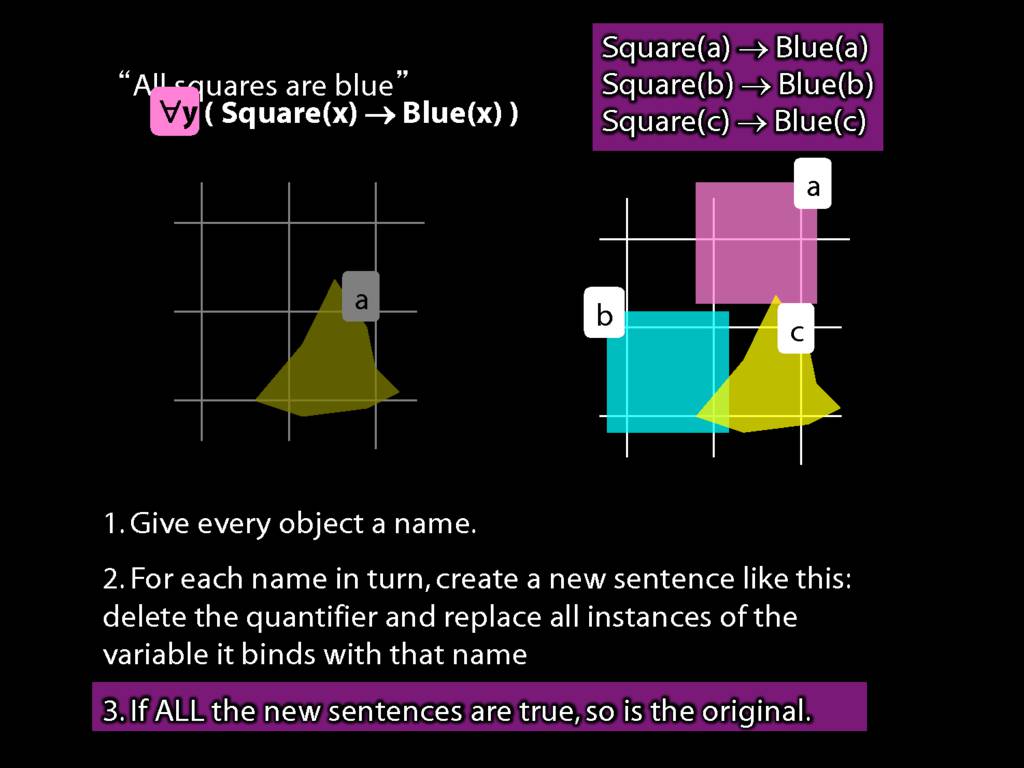 “All squares are blue”
∀y ( Square(x) → Blue(x) )
Square(a) → Blue(a)
Square(b) → Blue(b)
Square(c) → Blue(c)
a
a
b
c
1. Give every object a name.
2. For each name in turn, create a new sentence like this:
delete the quantifier and replace all instances of the
variable it binds with that name
3. If ALL the new sentences are true, so is the original.